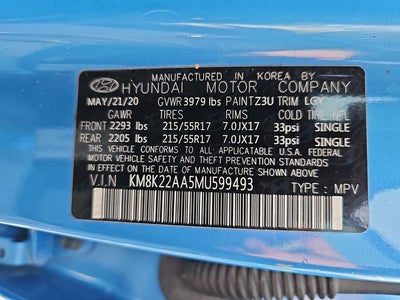 MANUFACTURED IN KOREA BY
HYUNDAI MOTOR COMPANY
MAY/21/20 GVWR 3979 lbs PAINT Z3U TRIM LGY
GAWR TIRES RIMS COLD TIRE INF.
FRONT 2293 lbs 215/55R17 7.0JX17 33psi SINGLE
REAR 2205 lbs 215/55R17 7.0JX17 33psi SINGLE
THIS VEHICLE CONFORMS TO ALL APPLICABLE U.S.A. FEDERAL
MOTOR VEHICLE SAFETY, BUMPER, AND THEFT PREVENTION
STANDARDS IN EFFECT ON THE DATE OF MANUFACTURE SHOWN ABOVE.
V.I.N KM8K22AA5MU599493 TYPE : MPV